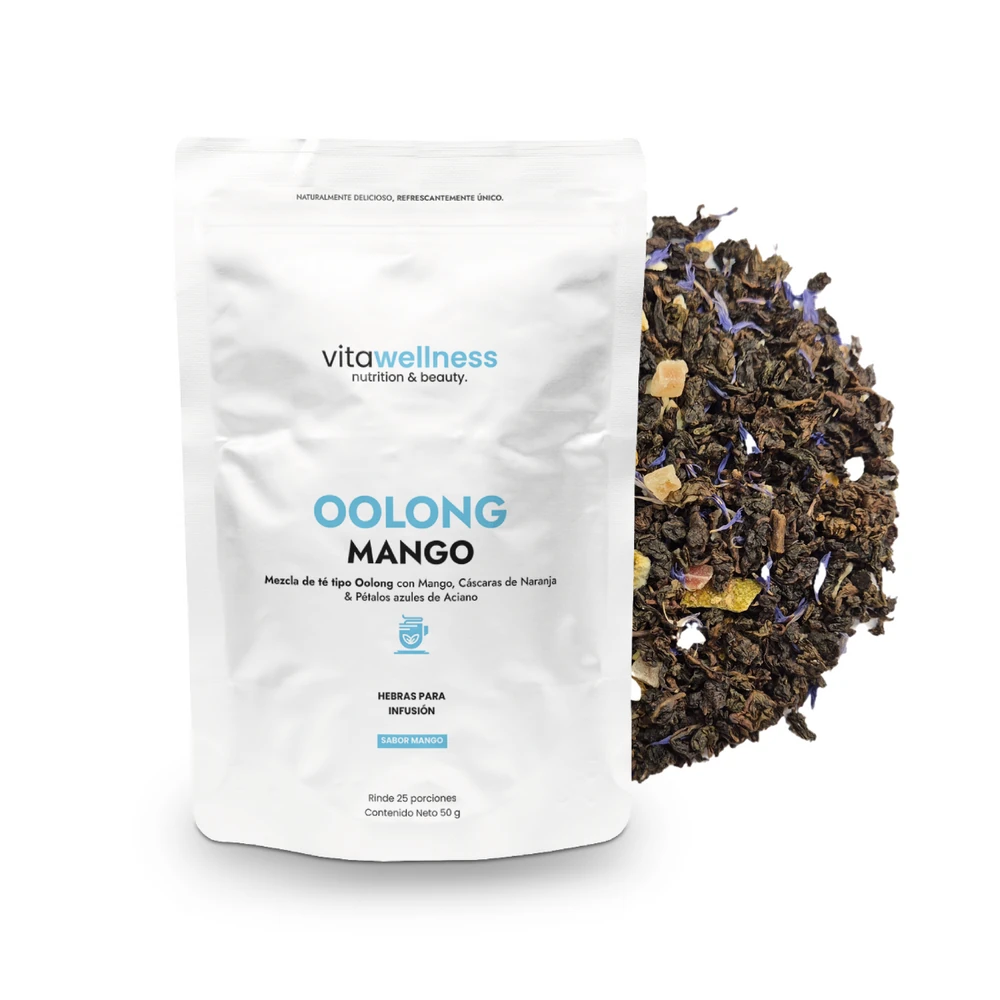 NATURALMENTE DELICIOSO, REFRESCANTEMENTE ÚNICO.
vitawellness
nutrition & beauty.
OOLONG
MANGO
Mezcla de té tipo Oolong con Mango, Cáscaras de Naranja
& Pétalos azules de Aciano
HEBRAS PARA
INFUSIÓN
SABOR MANGO
Rinde 25 porciones
Contenido Neto 50 g